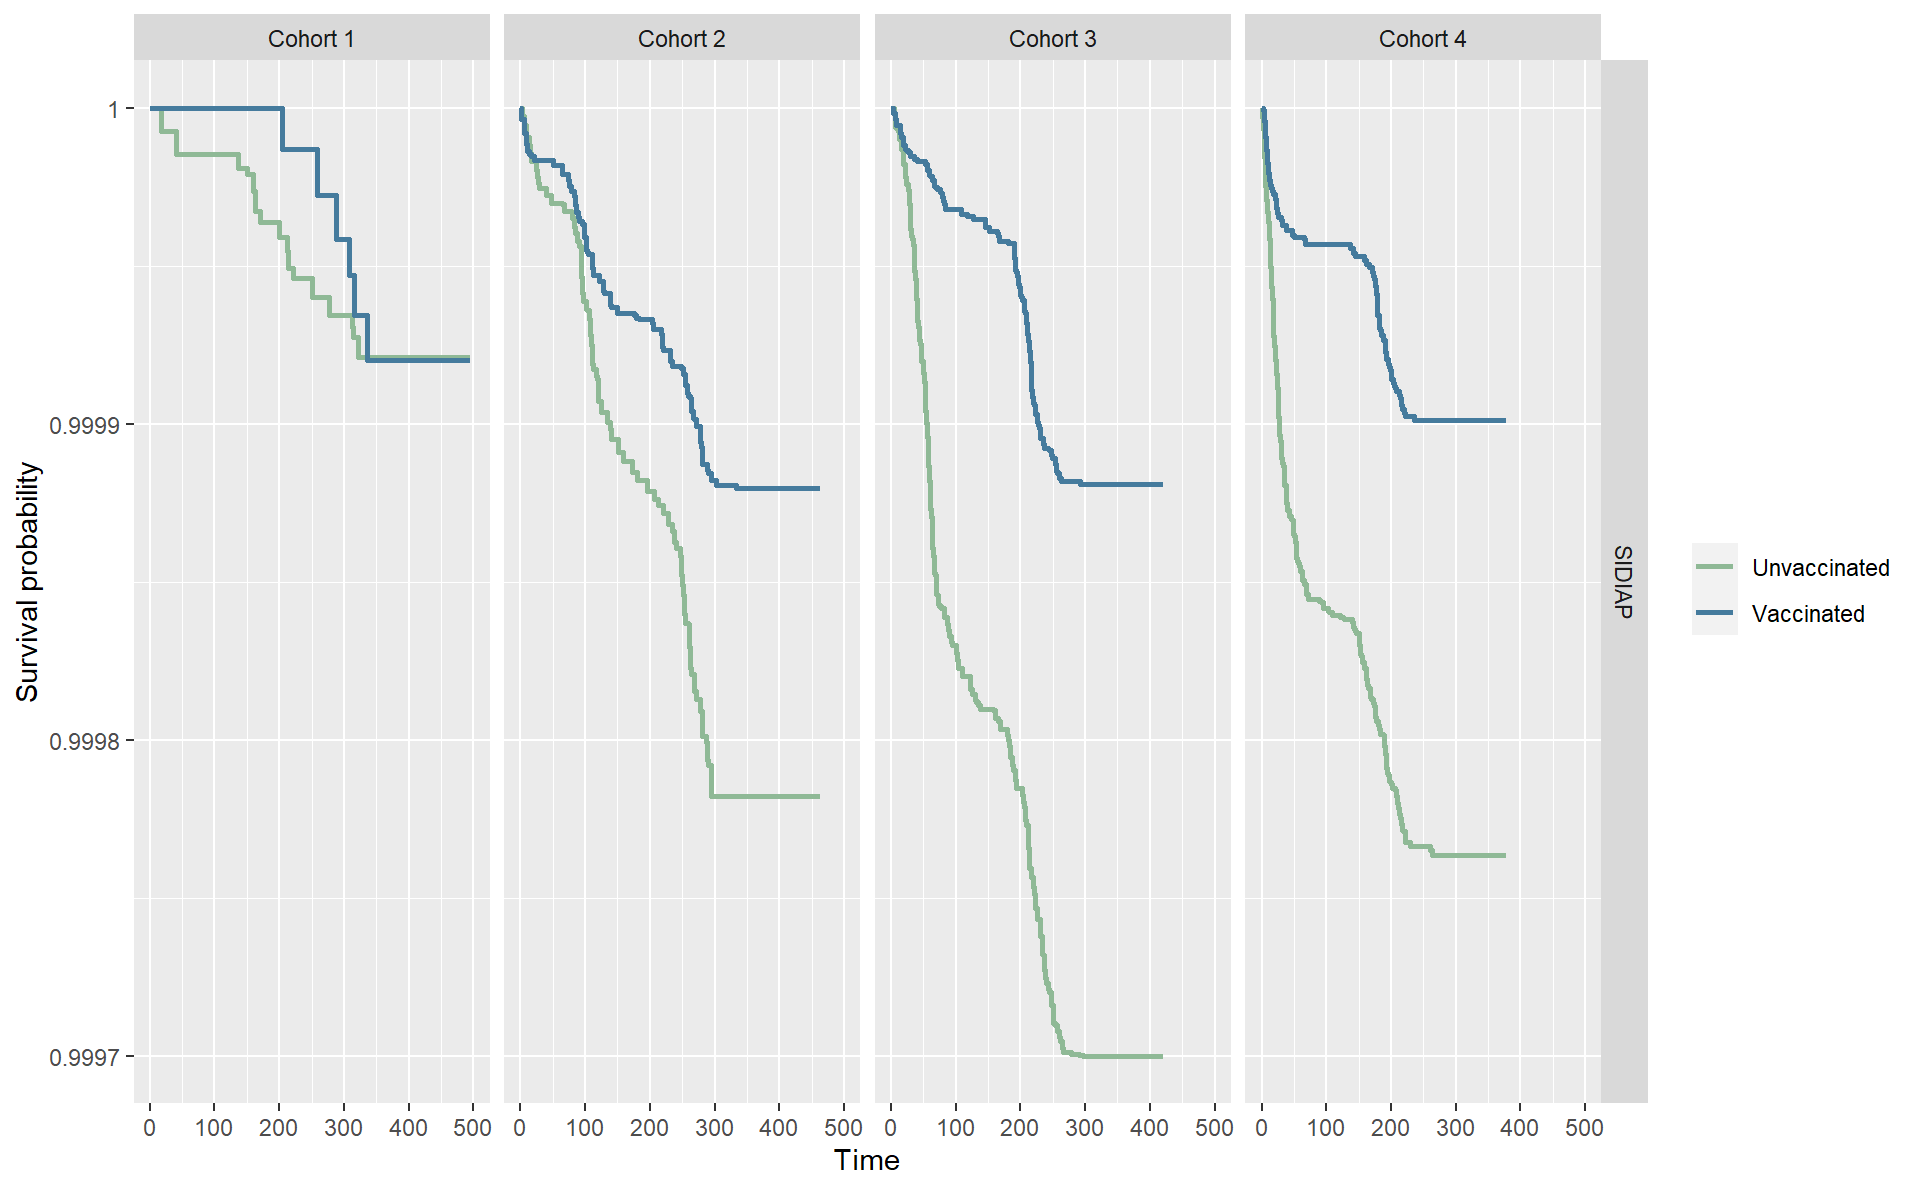 Cohort 1
Cohort 2
Cohort 3
Cohort 4
1
0.9999
0.9998
0.9997
Survival probability
SIDIAP
Unvaccinated
Vaccinated
0 100 200 300 400 500
0 100 200 300 400 500
0 100 200 300 400 500
0 100 200 300 400 500
Time